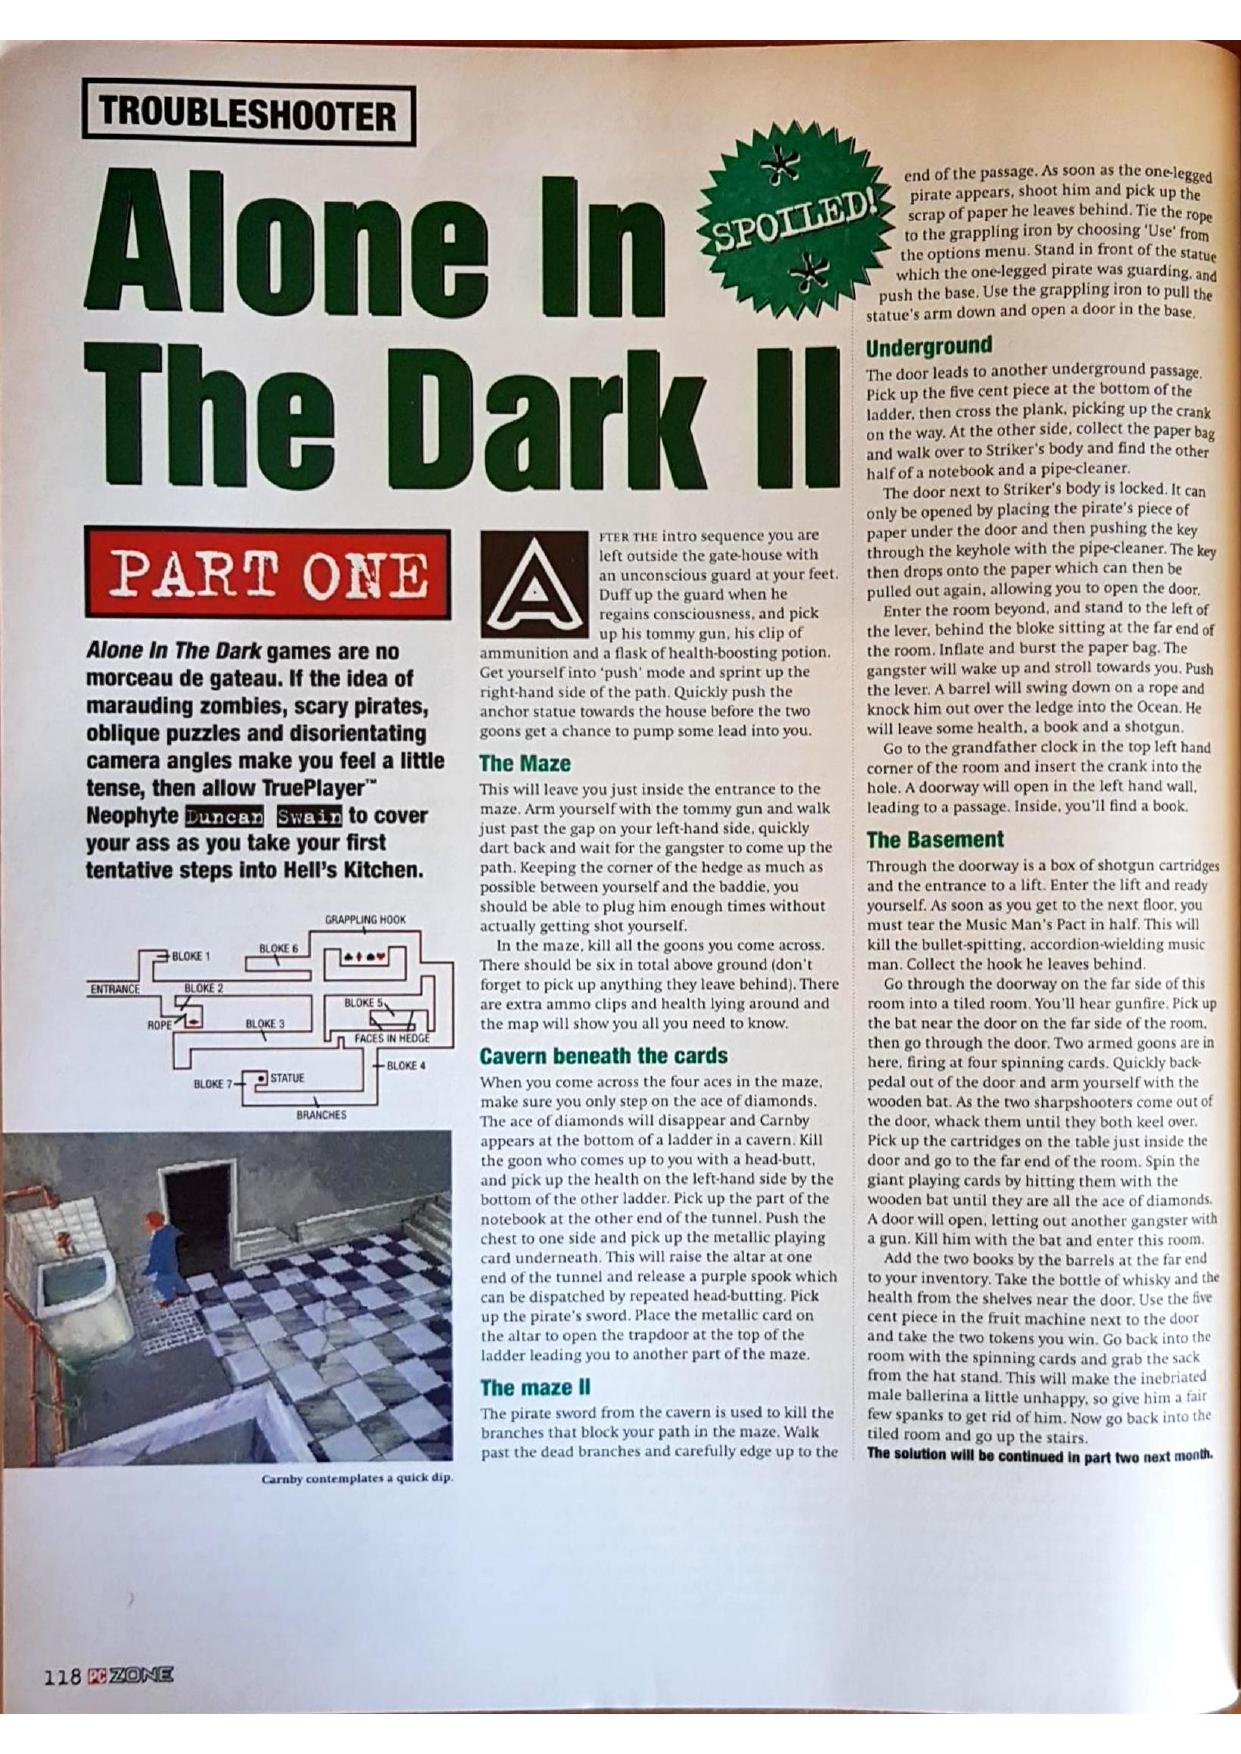 TROUBLESHOOTER
Alone In
The Dark II
SPOILED!
PART ONE
Alone In The Dark games are no
morceau de gateau. If the idea of
marauding zombies, scary pirates,
oblique puzzles and disorientating
camera angles make you feel a little
tense, then allow TruePlayer™
Neophyte Duncan Swain to cover
your ass as you take your first
tentative steps into Hell's Kitchen.
GRAPPLING HOOK
BLOKE 1
BLOKE 6
ENTRANCE
BLOKE 2
BLOKE 5
ROPE
BLOKE 3
FACES IN HEDGE
BLOKE 4
BLOKE 7
STATUE
BRANCHES
Carnby contemplates a quick dip.
AFTER THE intro sequence you are
left outside the gate-house with
an unconscious guard at your feet.
Duff up the guard when he
regains consciousness, and pick
up his tommy gun, his clip of
ammunition and a flask of health-boosting potion.
Get yourself into 'push' mode and sprint up the
right-hand side of the path. Quickly push the
anchor statue towards the house before the two
goons get a chance to pump some lead into you.
The Maze
This will leave you just inside the entrance to the
maze. Arm yourself with the tommy gun and walk
just past the gap on your left-hand side, quickly
dart back and wait for the gangster to come up the
path. Keeping the corner of the hedge as much as
possible between yourself and the baddie, you
should be able to plug him enough times without
actually getting shot yourself.
In the maze, kill all the goons you come across.
There should be six in total above ground (don't
forget to pick up anything they leave behind). There
are extra ammo clips and health lying around and
the map will show you all you need to know.
Cavern beneath the cards
When you come across the four aces in the maze,
make sure you only step on the ace of diamonds.
The ace of diamonds will disappear and Carnby
appears at the bottom of a ladder in a cavern. Kill
the goon who comes up to you with a head-butt,
and pick up the health on the left-hand side by the
bottom of the other ladder. Pick up the part of the
notebook at the other end of the tunnel. Push the
chest to one side and pick up the metallic playing
card underneath. This will raise the altar at one
end of the tunnel and release a purple spook which
can be dispatched by repeated head-butting. Pick
up the pirate's sword. Place the metallic card on
the altar to open the trapdoor at the top of the
ladder leading you to another part of the maze.
The maze II
The pirate sword from the cavern is used to kill the
branches that block your path in the maze. Walk
past the dead branches and carefully edge up to the
end of the passage. As soon as the one-legged
pirate appears, shoot him and pick up the
scrap of paper he leaves behind. Tie the rope
to the grappling iron by choosing 'Use' from
the options menu. Stand in front of the statue
which the one-legged pirate was guarding, and
push the base. Use the grappling iron to pull the
statue's arm down and open a door in the base.
Underground
The door leads to another underground passage.
Pick up the five cent piece at the bottom of the
ladder, then cross the plank, picking up the crank
on the way. At the other side, collect the paper bag
and walk over to Striker's body and find the other
half of a notebook and a pipe-cleaner.
The door next to Striker's body is locked. It can
only be opened by placing the pirate's piece of
paper under the door and then pushing the key
through the keyhole with the pipe-cleaner. The key
then drops onto the paper which can then be
pulled out again, allowing you to open the door.
Enter the room beyond, and stand to the left of
the lever, behind the bloke sitting at the far end of
the room. Inflate and burst the paper bag. The
gangster will wake up and stroll towards you. Push
the lever. A barrel will swing down on a rope and
knock him out over the ledge into the Ocean. He
will leave some health, a book and a shotgun.
Go to the grandfather clock in the top left hand
corner of the room and insert the crank into the
hole. A doorway will open in the left hand wall,
leading to a passage. Inside, you'll find a book.
The Basement
Through the doorway is a box of shotgun cartridges
and the entrance to a lift. Enter the lift and ready
yourself. As soon as you get to the next floor, you
must tear the Music Man's Pact in half. This will
kill the bullet-spitting, accordion-wielding music
man. Collect the hook he leaves behind.
Go through the doorway on the far side of this
room into a tiled room. You'll hear gunfire. Pick up
the bat near the door on the far side of the room,
then go through the door. Two armed goons are in
here, firing at four spinning cards. Quickly back-
pedal out of the door and arm yourself with the
wooden bat. As the two sharpshooters come out of
the door, whack them until they both keel over.
Pick up the cartridges on the table just inside the
door and go to the far end of the room. Spin the
giant playing cards by hitting them with the
wooden bat until they are all the ace of diamonds.
A door will open, letting out another gangster with
a gun. Kill him with the bat and enter this room.
Add the two books by the barrels at the far end
to your inventory. Take the bottle of whisky and the
health from the shelves near the door. Use the five
cent piece in the fruit machine next to the door
and take the two tokens you win. Go back into the
room with the spinning cards and grab the sack
from the hat stand. This will make the inebriated
male ballerina a little unhappy, so give him a fair
few spanks to get rid of him. Now go back into the
tiled room and go up the stairs.
The solution will be continued in part two next month.
118 PC ZONE